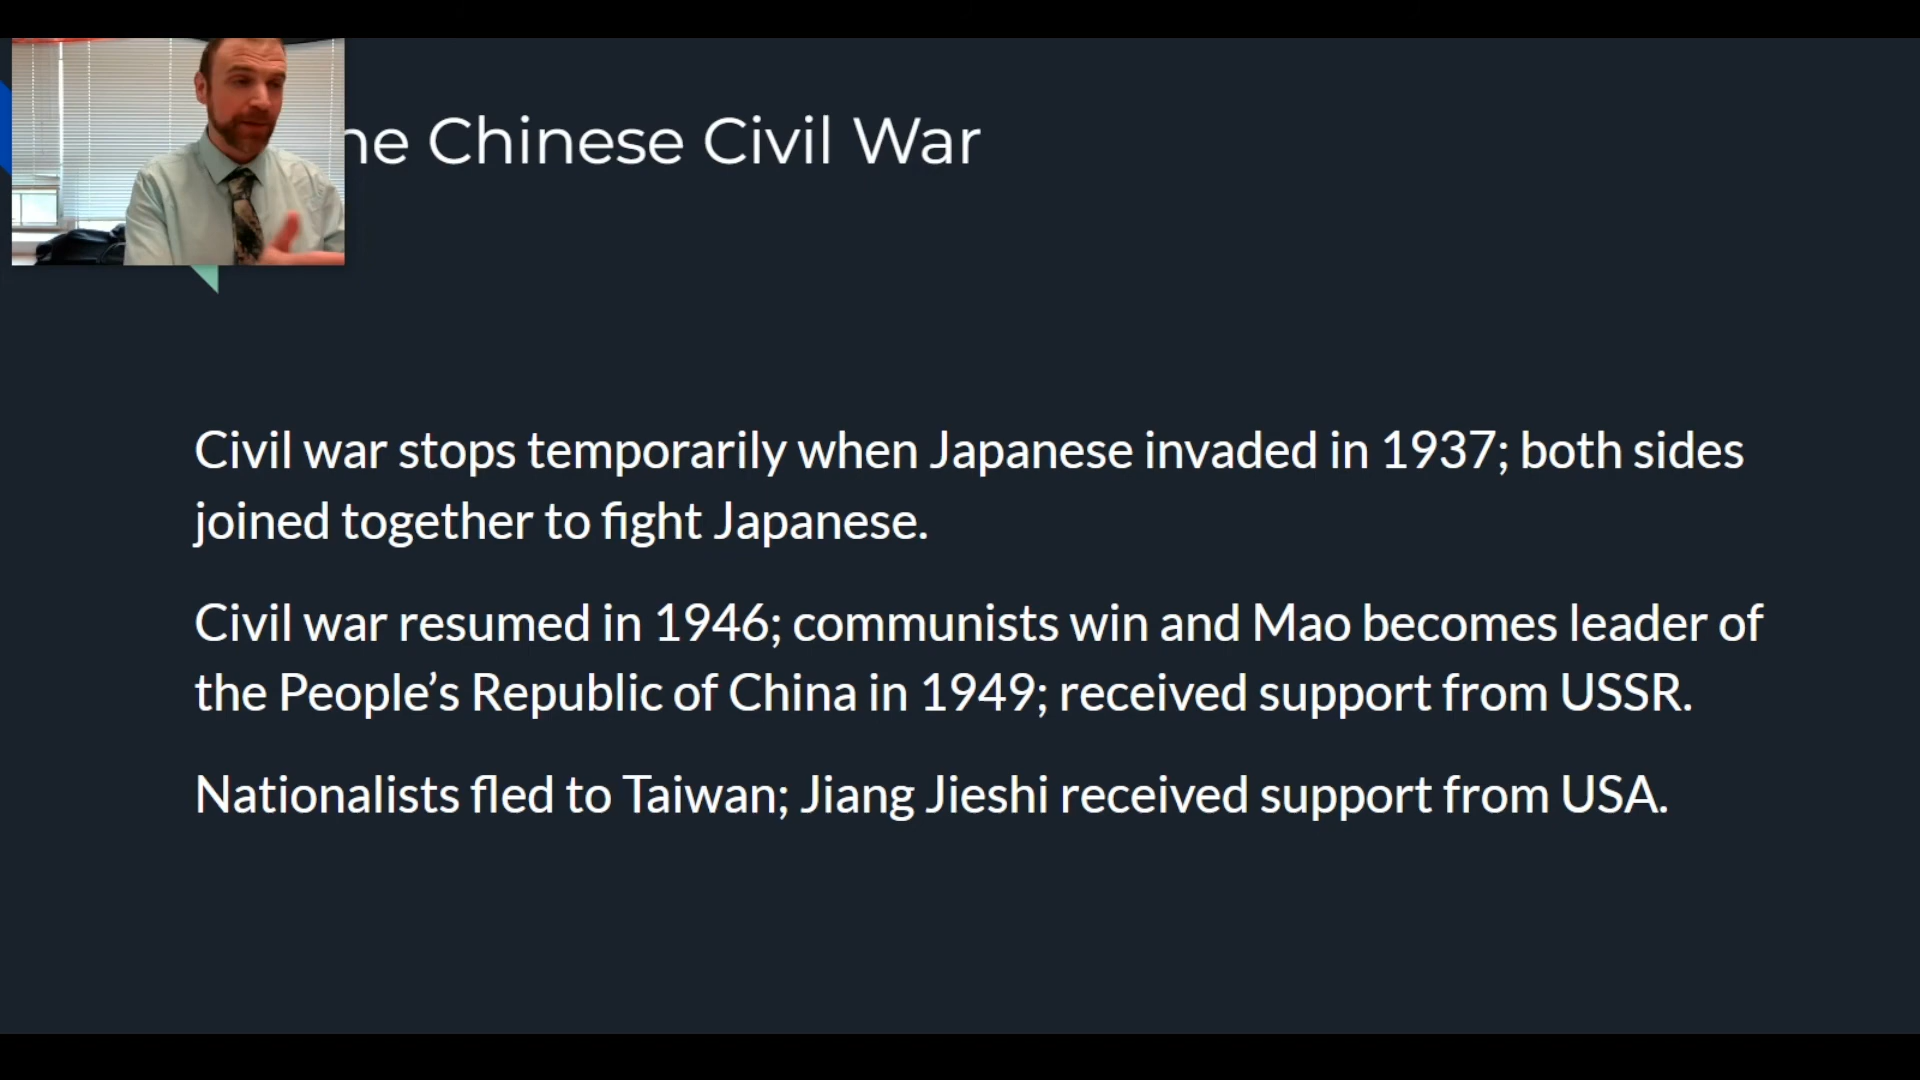 he Chinese Civil War
Civil war stops temporarily when Japanese invaded in 1937; both sides
joined together to fight Japanese.
Civil war resumed in 1946; communists win and Mao becomes leader of
the People’s Republic of China in 1949; received support from USSR.
Nationalists fled to Taiwan; Jiang Jieshi received support from USA.